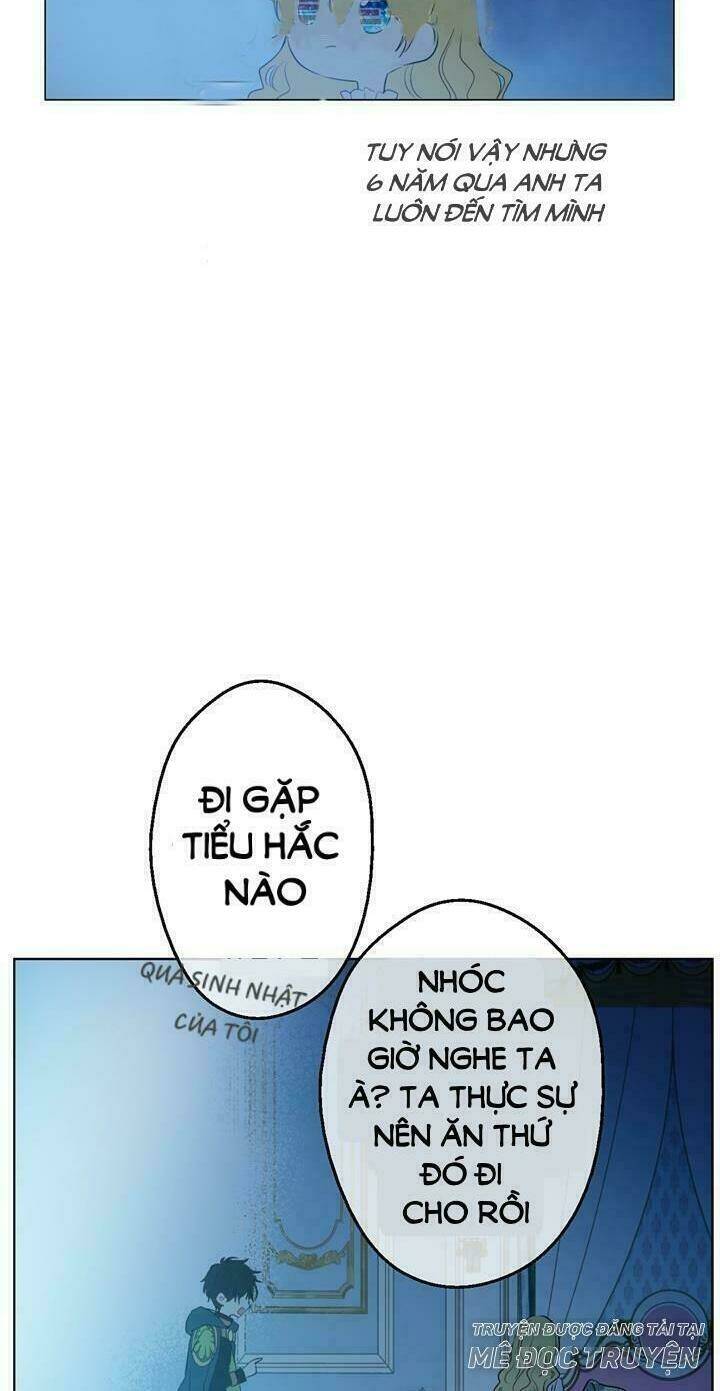 TUY NÓI VẬY NHƯNG
6 NĂM QUA ANH TA
LUÔN ĐẾN TÌM MÌNH
ĐI GẶP
TIỂU HẮC
NÀO
QUÀ SINH NHẬT
CỦA TÔI
NHÓC
KHÔNG BAO
GIỜ NGHE TA
À? TA THỰC SỰ
NÊN ĂN THỨ
ĐÓ ĐI
CHO RỒI
TRUYỆN ĐƯỢC ĐĂNG TẢI TẠI
MÊ ĐỌC TRUYỆN